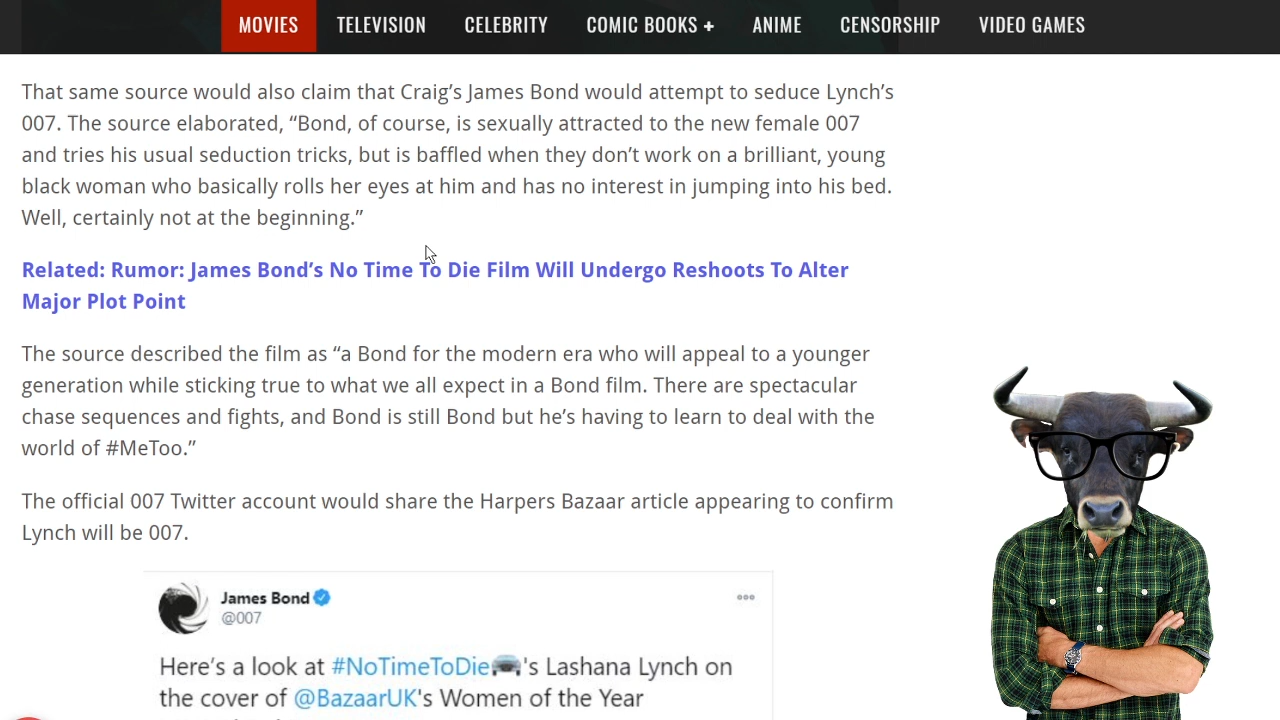 MOVIES TELEVISION CELEBRITY COMIC BOOKS + ANIME CENSORSHIP VIDEO GAMES
That same source would also claim that Craig’s James Bond would attempt to seduce Lynch’s
007. The source elaborated, “Bond, of course, is sexually attracted to the new female 007
and tries his usual seduction tricks, but is baffled when they don’t work on a brilliant, young
black woman who basically rolls her eyes at him and has no interest in jumping into his bed.
Well, certainly not at the beginning.”
Related: Rumor: James Bond’s No Time To Die Film Will Undergo Reshoots To Alter
Major Plot Point
The source described the film as “a Bond for the modern era who will appeal to a younger
generation while sticking true to what we all expect in a Bond film. There are spectacular
chase sequences and fights, and Bond is still Bond but he’s having to learn to deal with the
world of #MeToo.”
The official 007 Twitter account would share the Harpers Bazaar article appearing to confirm
Lynch will be 007.
James Bond
@007
Here’s a look at #NoTimeToDie's Lashana Lynch on
the cover of @BazaarUK's Women of the Year